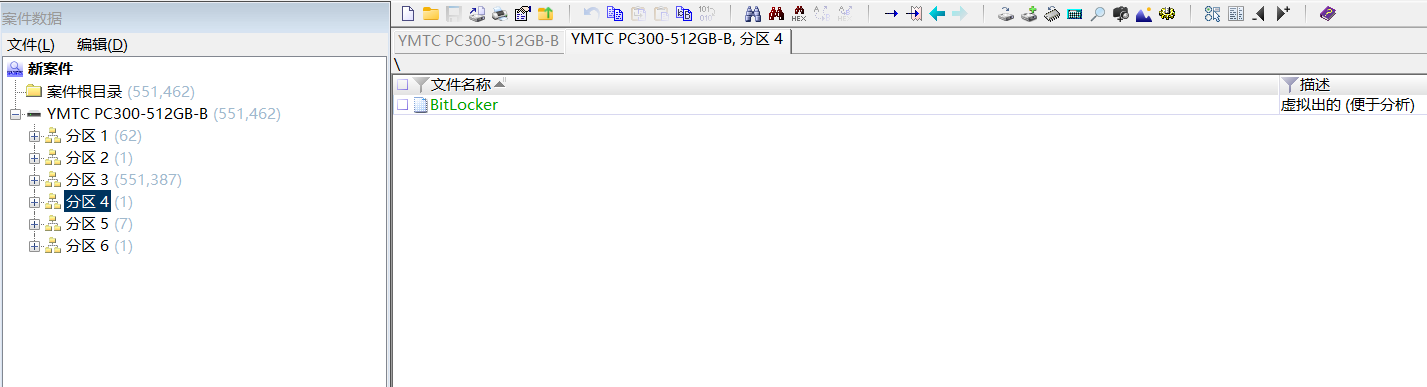 案件数据
文件(L) 编辑(D)
新案件
案件根目录 (551,462)
YMTC PC300-512GB-B (551,462)
分区 1 (62)
分区 2 (1)
分区 3 (551,387)
分区 4 (1)
分区 5 (7)
分区 6 (1)
YMTC PC300-512GB-B
YMTC PC300-512GB-B, 分区 4
\
文件名称
描述
BitLocker
虚拟出的 (便于分析)